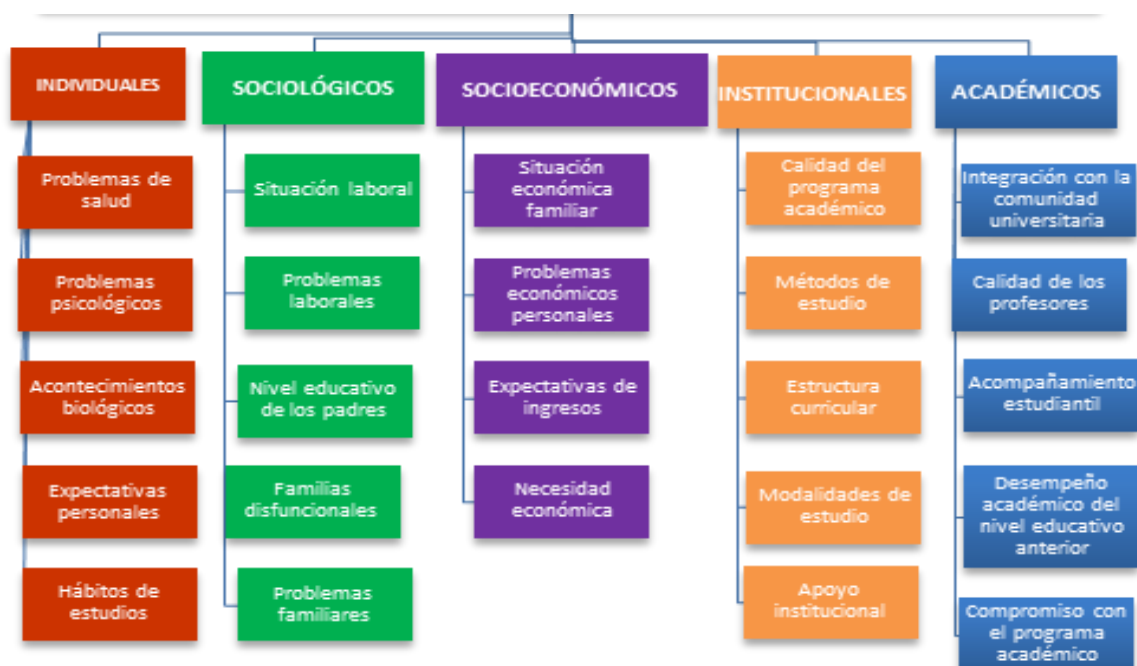 INDIVIDUALES
Problemas de
salud
Problemas
psicológicos
Acontecimientos
biológicos
Expectativas
personales
Hábitos de
estudios
SOCIOLÓGICOS
Situación laboral
Problemas
laborales
Nivel educativo
de los padres
Familias
disfuncionales
Problemas
familiares
SOCIOECONÓMICOS
Situación
económica
familiar
Problemas
económicos
personales
Expectativas de
ingresos
Necesidad
económica
INSTITUCIONALES
Calidad del
programa
académico
Métodos de
estudio
Estructura
curricular
Modalidades de
estudio
Apoyo
institucional
ACADÉMICOS
Integración con la
comunidad
universitaria
Calidad de los
profesores
Acompañamiento
estudiantil
Desempeño
académico del
nivel educativo
anterior
Compromiso con
el programa
académico